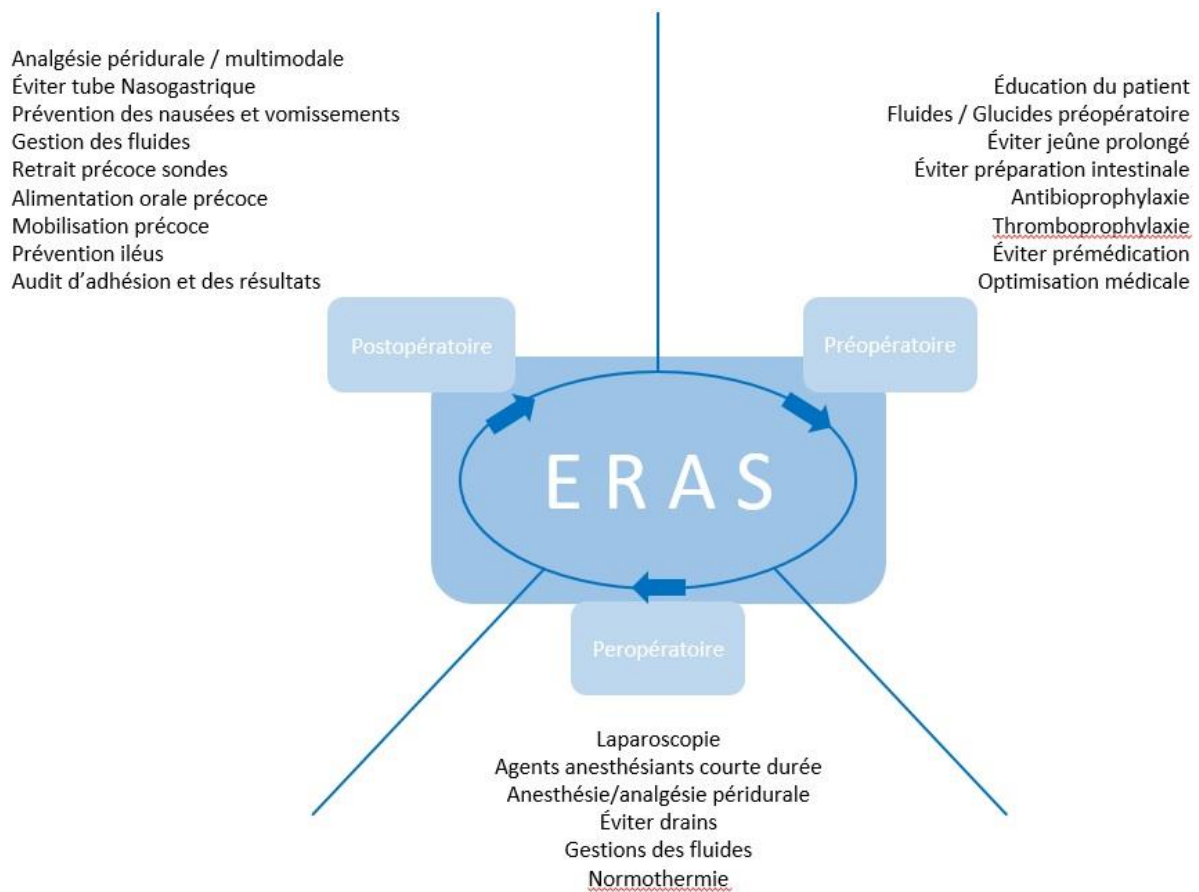 Analgésie péridurale / multimodale
Éviter tube Nasogastrique
Prévention des nausées et vomissements
Gestion des fluides
Retrait précoce sondes
Alimentation orale précoce
Mobilisation précoce
Prévention iléus
Audit d’adhésion et des résultats
Postopératoire
Éducation du patient
Fluides / Glucides préopératoire
Éviter jeûne prolongé
Éviter préparation intestinale
Antibioprophylaxie
Thromboprophylaxie
Éviter prémédication
Optimisation médicale
Préopératoire
E R A S
Peropératoire
Laparoscopie
Agents anesthésiants courte durée
Anesthésie/analgésie péridurale
Éviter drains
Gestions des fluides
Normothermie